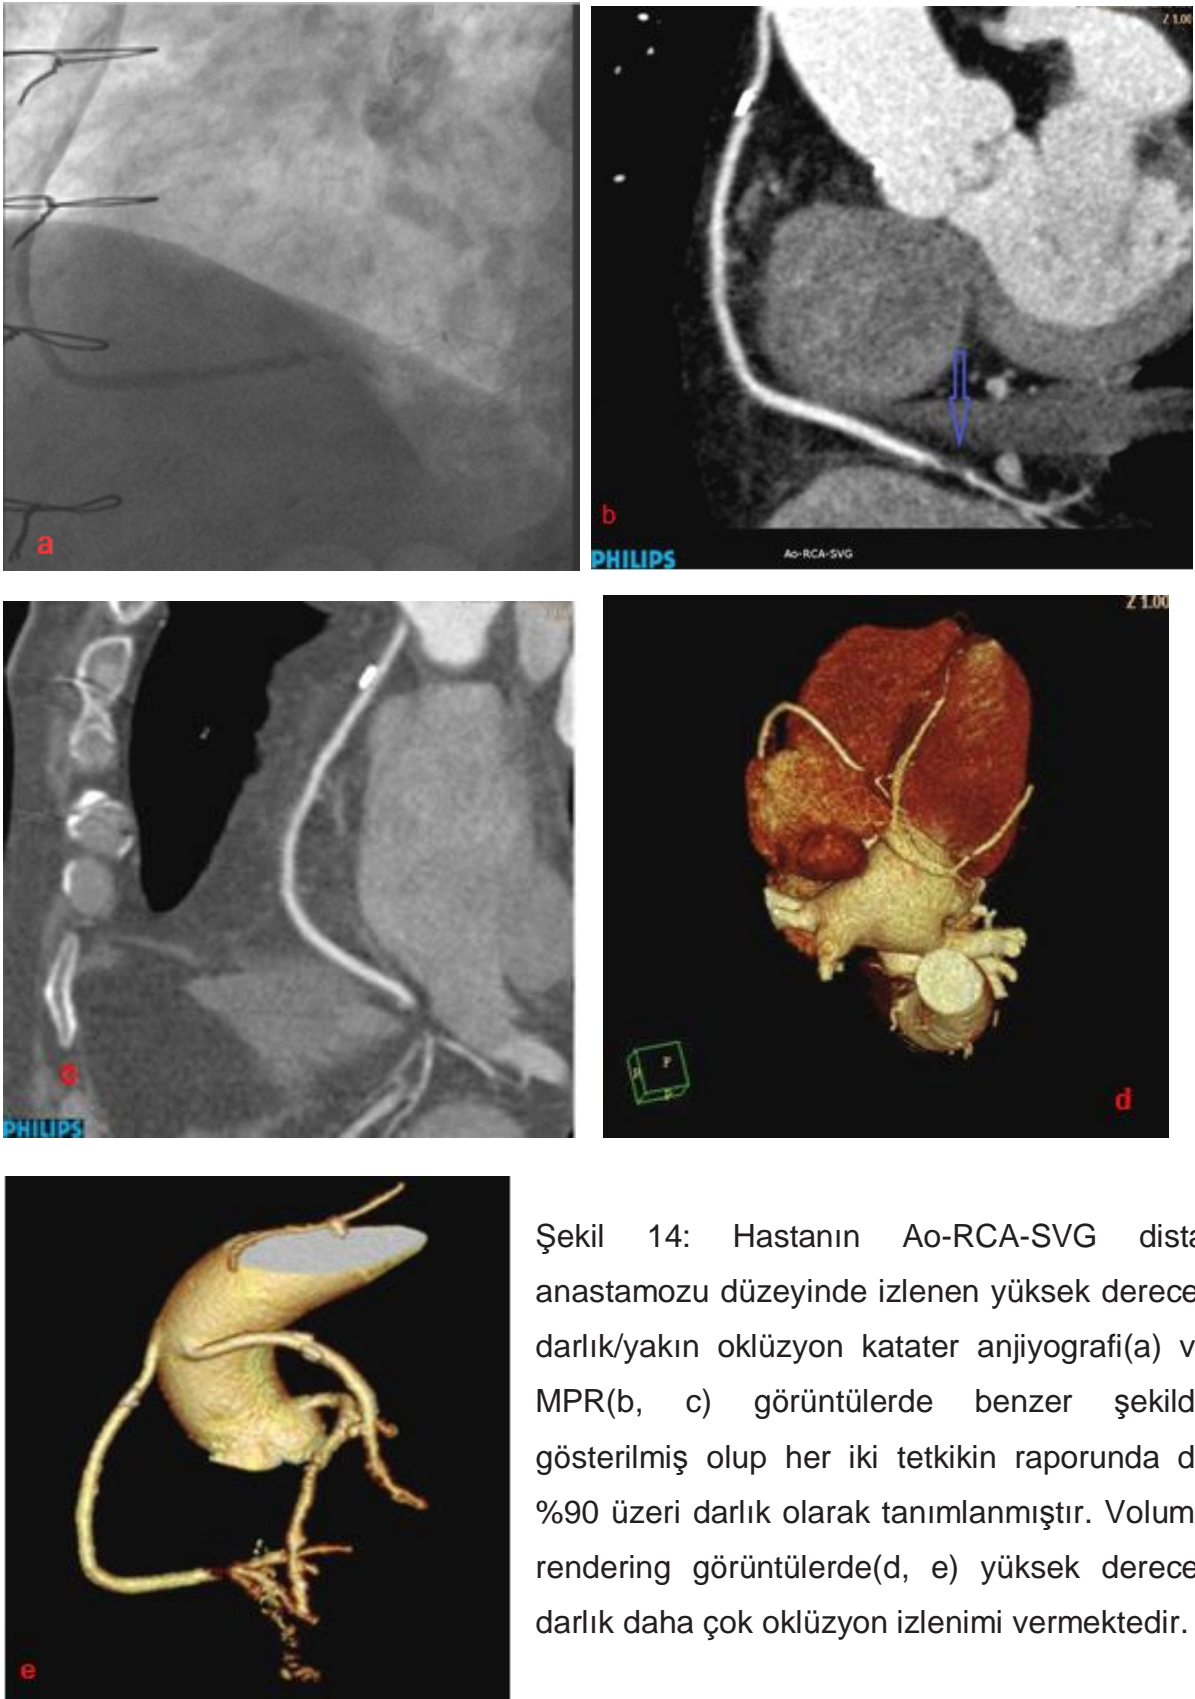 Z 1.00
a
b
PHILIPS
Ao-RCA-SVG
c
PHILIPS
Z 1.00
F
d
e
Şekil 14: Hastanın Ao-RCA-SVG dista
anastamozu düzeyinde izlenen yüksek derece
darlık/yakın oklüzyon katater anjiyografi(a) v
MPR(b, c) görüntülerde benzer şekild
gösterilmiş olup her iki tetkikin raporunda d
%90 üzeri darlık olarak tanımlanmıştır. Volum
rendering görüntülerde(d, e) yüksek derece
darlık daha çok oklüzyon izlenimi vermektedir.